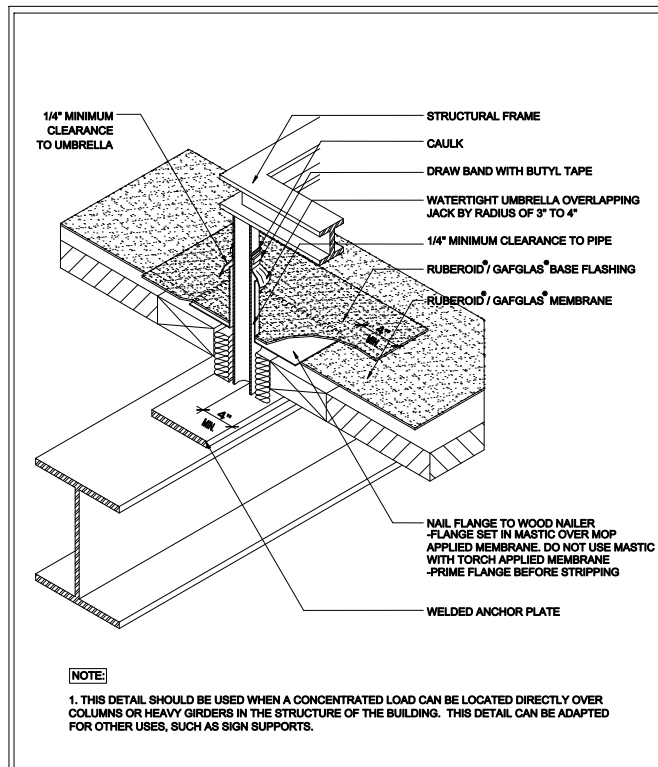 1/4" MINIMUM
CLEARANCE
TO UMBRELLA
STRUCTURAL FRAME
CAULK
DRAW BAND WITH BUTYL TAPE
WATERTIGHT UMBRELLA OVERLAPPING
JACK BY RADIUS OF 3" TO 4"
1/4" MINIMUM CLEARANCE TO PIPE
RUBEROID®/ GAFGLAS® BASE FLASHING
RUBEROID®/ GAFGLAS® MEMBRANE
4"
MIN.
4"
MIN.
NAIL FLANGE TO WOOD NAILER
-FLANGE SET IN MASTIC OVER MOP
APPLIED MEMBRANE. DO NOT USE MASTIC
WITH TORCH APPLIED MEMBRANE
-PRIME FLANGE BEFORE STRIPPING
WELDED ANCHOR PLATE
NOTE:
1. THIS DETAIL SHOULD BE USED WHEN A CONCENTRATED LOAD CAN BE LOCATED DIRECTLY OVER
COLUMNS OR HEAVY GIRDERS IN THE STRUCTURE OF THE BUILDING. THIS DETAIL CAN BE ADAPTED
FOR OTHER USES, SUCH AS SIGN SUPPORTS.